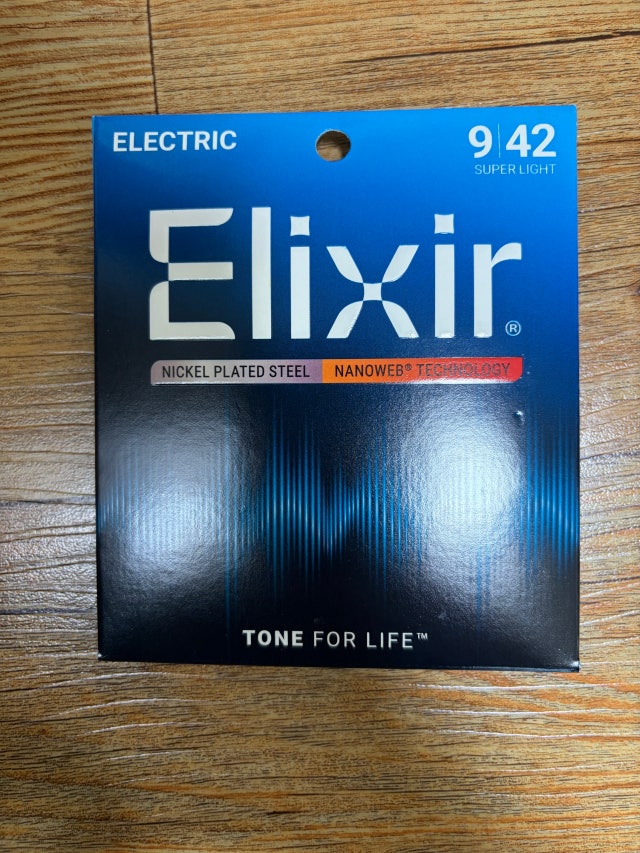 ELECTRIC
9|42
SUPER LIGHT
Elixir®
NICKEL PLATED STEEL NANOWEB® TECHNOLOGY
TONE FOR LIFE™